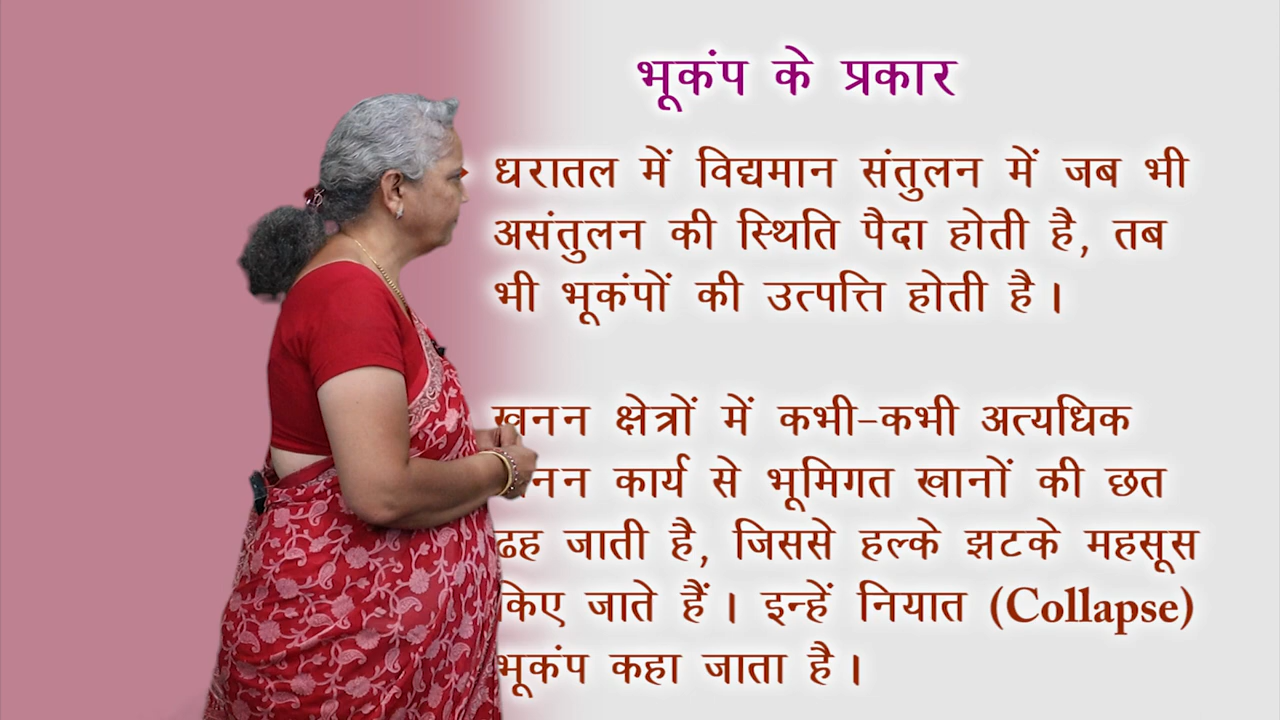 भूकंप के प्रकार
धरातल में विद्यमान संतुलन में जब भी
असंतुलन की स्थिति पैदा होती है, तब
भी भूकंपों की उत्पत्ति होती है।
खनन क्षेत्रों में कभी-कभी अत्यधिक
कार्य से भूमिगत खानों की छत
ढह जाती है, जिससे हल्के झटके महसूस
किए जाते हैं। इन्हें नियात (Collapse)
भूकंप कहा जाता है।